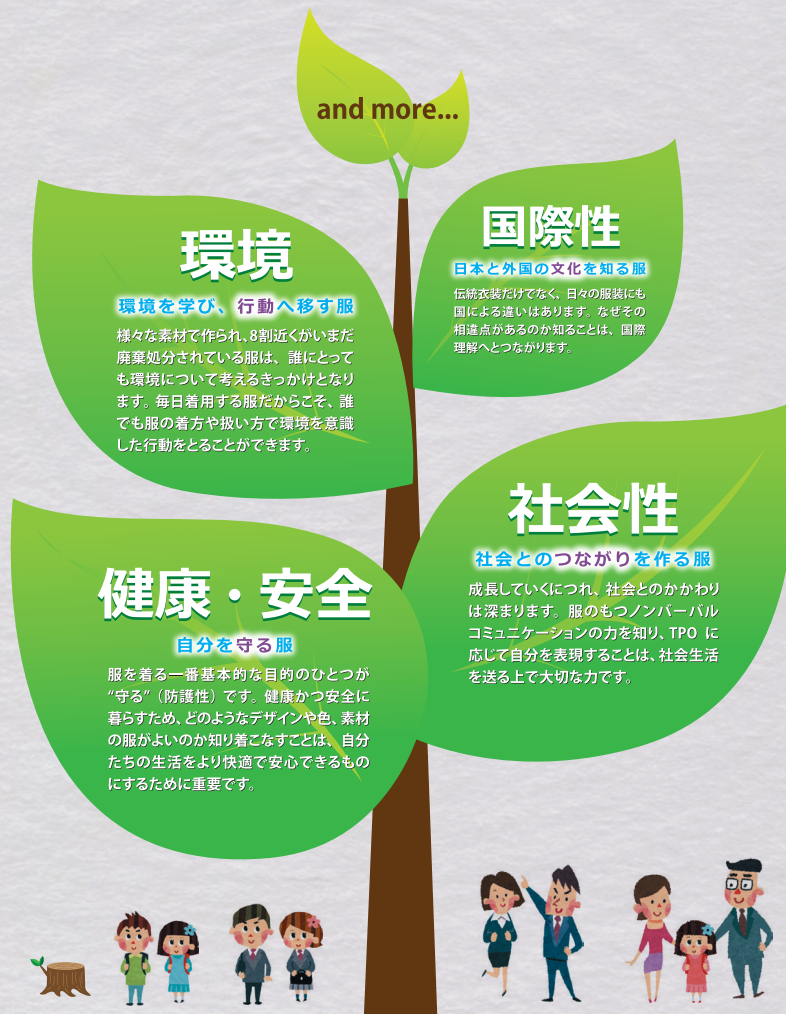 and more...
環境
環境を学び、行動へ移す服
様々な素材で作られ、8割近くがいまだ
廃棄処分されている服は、誰にとって
も環境について考えるきっかけとなり
ます。毎日着用する服だからこそ、誰
でも服の着方や扱い方で環境を意識
した行動をとることができます。
国際性
日本と外国の文化を知る服
伝統衣装だけでなく、日々の服装にも
国による違いはあります。なぜその
相違点があるのか知ることは、国際
理解へとつながります。
健康・安全
自分を守る服
服を着る一番基本的な目的のひとつが
“守る”（防護性）です。健康かつ安全に
暮らすため、どのようなデザインや色、素材
の服がよいのか知り着こなすことは、自分
たちの生活をより快適で安心できるもの
にするために重要です。
社会性
社会とのつながりを作る服
成長していくにつれ、社会とのかかわり
は深まります。服のもつノンバーバル
コミュニケーションの力を知り、TPO に
応じて自分を表現することは、社会生活
を送る上で大切な力です。